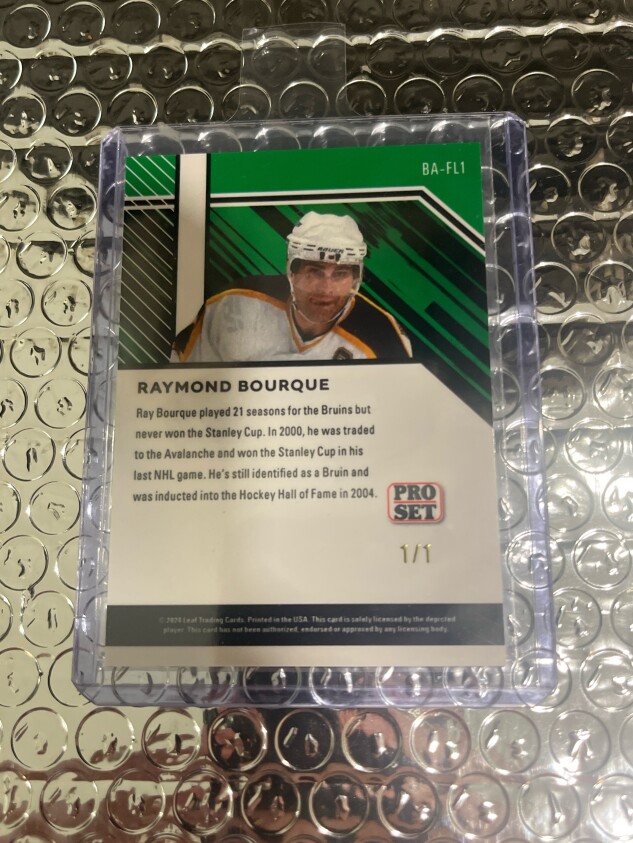 BA-FL1
BAUER
RAYMOND BOURQUE
Ray Bourque played 21 seasons for the Bruins but
never won the Stanley Cup. In 2000, he was traded
to the Avalanche and won the Stanley Cup in his
last NHL game. He's still identified as a Bruin and
was inducted into the Hockey Hall of Fame in 2004.
PRO
SET
1/1
Leaf Trading Cards. Printed in the USA. This card is solely licensed by the depicted
player. This card has not been authorized, endorsed or approved by any licensing body